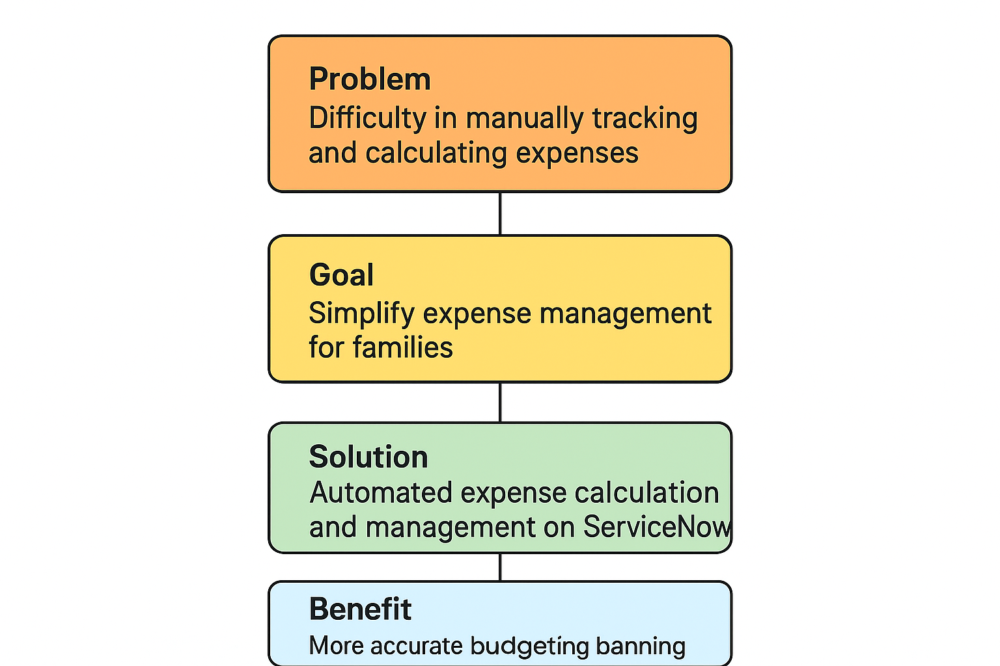 Problem
Difficulty in manually tracking
and calculating expenses
Goal
Simplify expense management
for families
Solution
Automated expense calculation
and management on ServiceNow
Benefit
More accurate budgeting banning